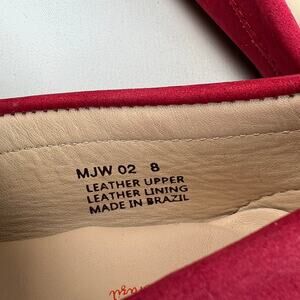 MJW 02 8
LEATHER UPPER
LEATHER LINING
MADE IN BRAZIL